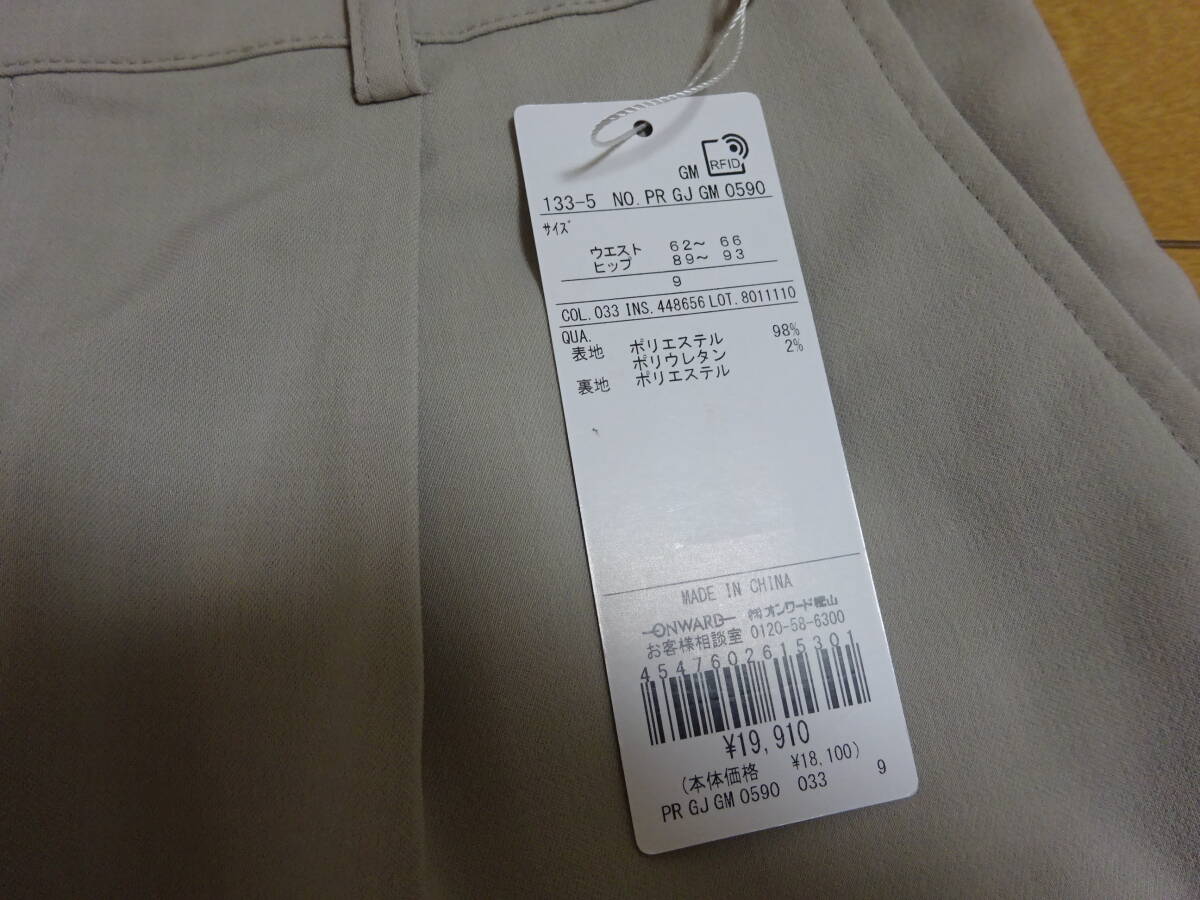 RFID
GM
133-5 NO. PR GJ GM 0590
サイズ
ウエスト 62～ 66
ヒップ 89～ 93
9
COL. 033 INS. 448656 LOT. 8011110
QUA.
表地 ポリエステル 98%
ポリウレタン 2%
裏地 ポリエステル
MADE IN CHINA
ONWARD ㈱オンワード樫山
お客様相談室 0120-58-6300
4547602615301
¥19,910
(本体価格 ¥18,100)
PR GJ GM 0590 033 9